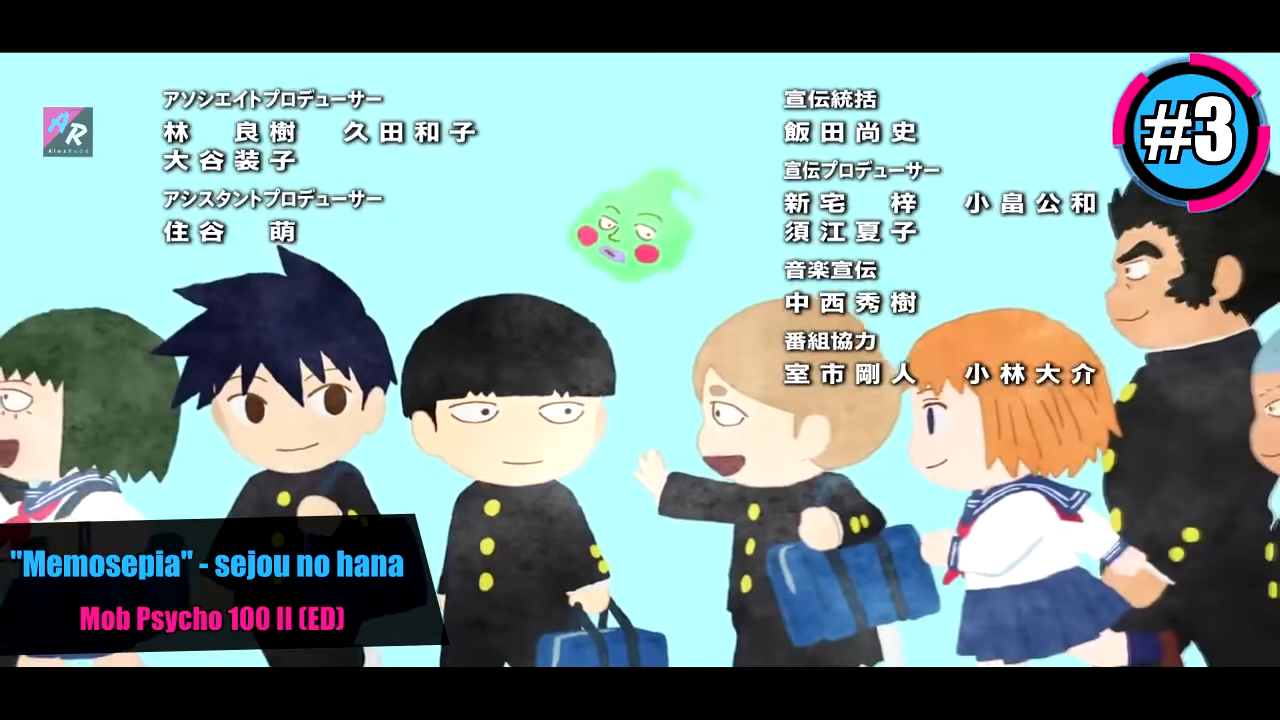 アソシエイトプロデューサー
林 良樹 久田和子
大谷装子
アシスタントプロデューサー
住谷 萌
宣伝統括
飯田尚史
宣伝プロデューサー
新宅 梓 小畠公和
須江夏子
音楽宣伝
中西秀樹
番組協力
室市剛人 小林大介
#3
AR
AlexRodd
"Memosepia" - sejou no hana
Mob Psycho 100 II (ED)